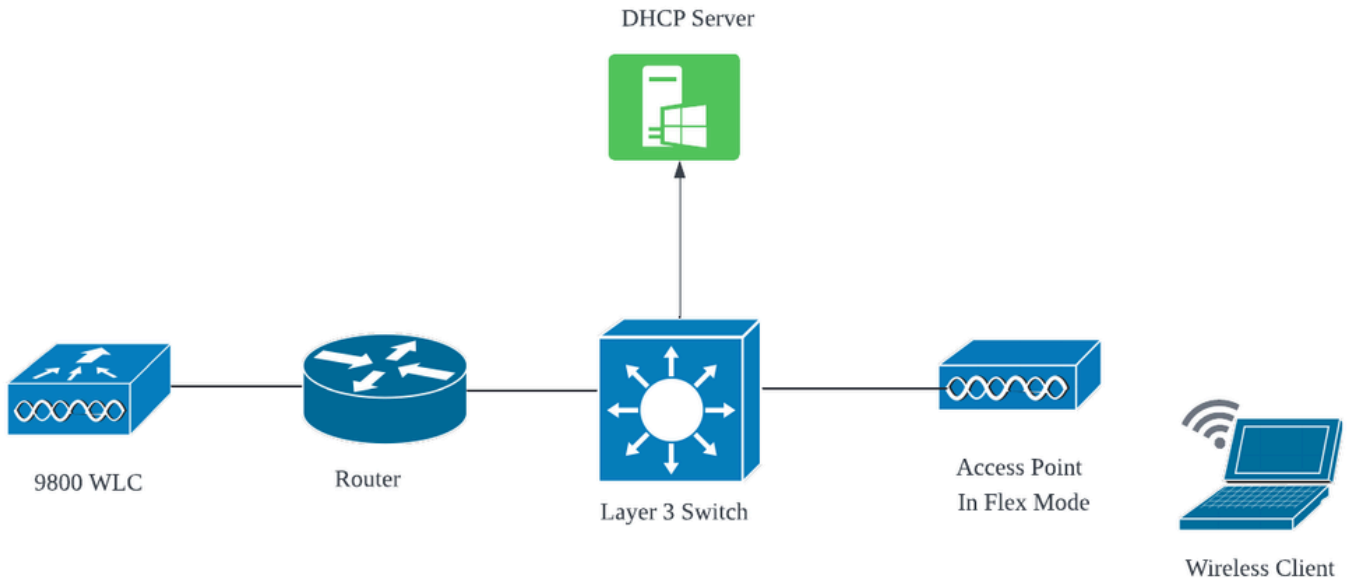 DHCP Server
9800 WLC
Router
Layer 3 Switch
Access Point
In Flex Mode
Wireless Client